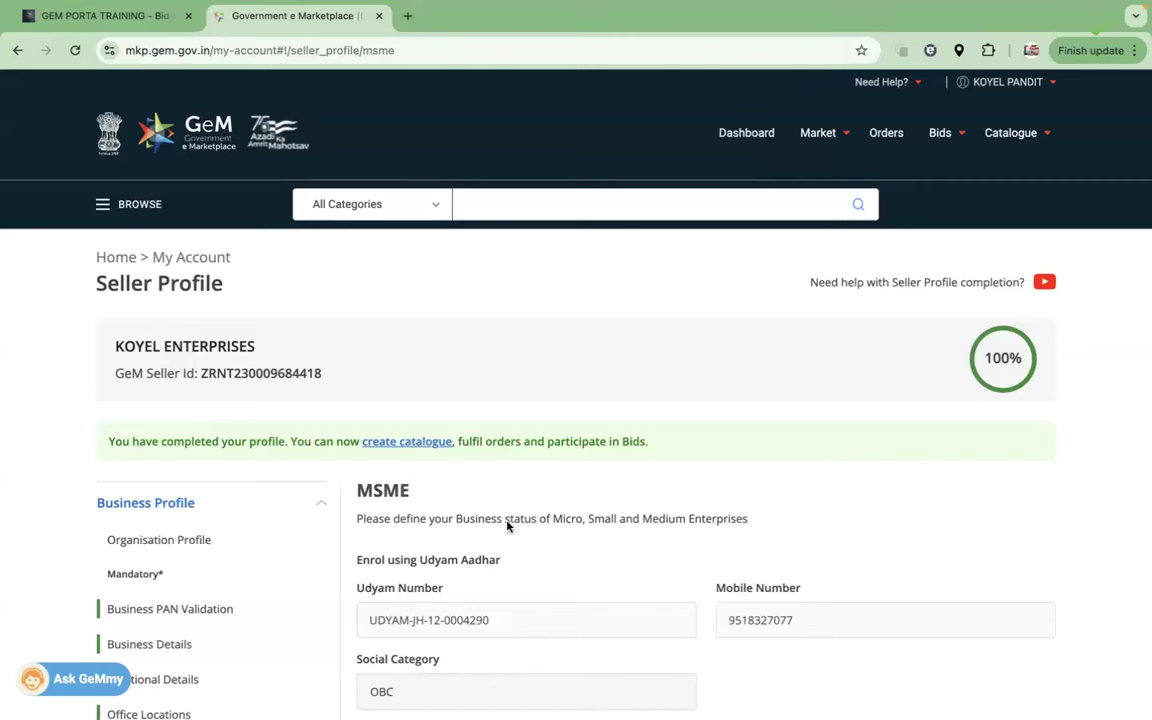 GEM PORTA TRAINING - Bid
Government e Marketplace (
Finish update
mkp.gem.gov.in/my-account#!/seller_profile/msme
Need Help?
KOYEL PANDIT
GeM
Government
e Marketplace
75
Azadi Ka
Amrit Mahotsav
Dashboard
Market
Orders
Bids
Catalogue
BROWSE
All Categories
Home > My Account
Seller Profile
Need help with Seller Profile completion?
KOYEL ENTERPRISES
GeM Seller Id: ZRNT230009684418
100%
You have completed your profile. You can now create catalogue, fulfil orders and participate in Bids.
Business Profile
Organisation Profile
Mandatory*
Business PAN Validation
Business Details
tional Details
Office Locations
Ask GeMmy
MSME
Please define your Business status of Micro, Small and Medium Enterprises
Enrol using Udyam Aadhar
Udyam Number
Mobile Number
UDYAM-JH-12-0004290
9518327077
Social Category
OBC